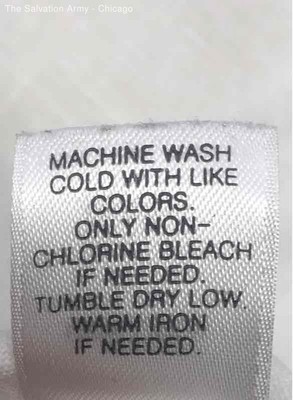 The Salvation Army - Chicago
MACHINE WASH
COLD WITH LIKE
COLORS.
ONLY NON-
CHLORINE BLEACH
IF NEEDED.
TUMBLE DRY LOW.
WARM IRON
IF NEEDED.